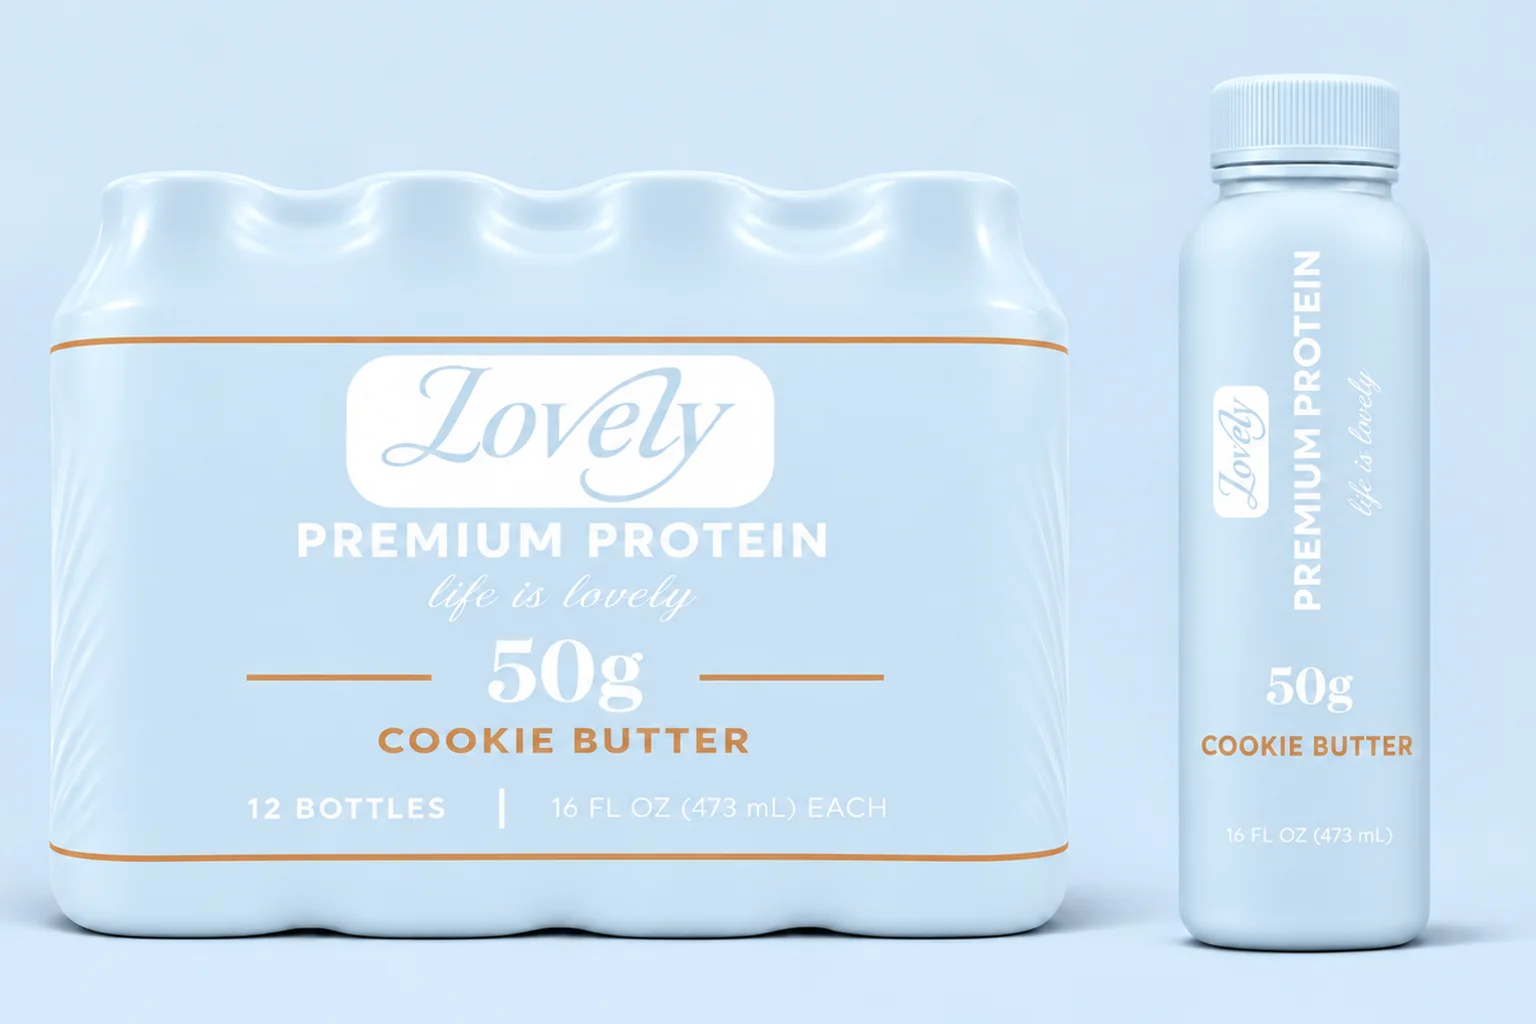 Lovely
PREMIUM PROTEIN
life is lovely
50g
COOKIE BUTTER
12 BOTTLES | 16 FL OZ (473 mL) EACH
Lovely
PREMIUM PROTEIN
life is lovely
50g
COOKIE BUTTER
16 FL OZ (473 mL)